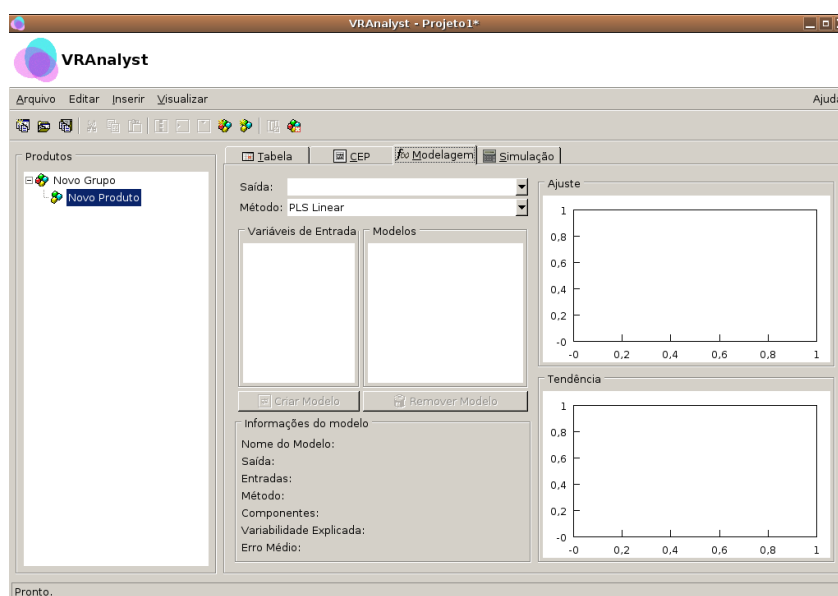 VRAnalyst - Projeto1*
VRAnalyst
Arquivo Editar Inserir Visualizar Ajuda
Produtos
Novo Grupo
Novo Produto
Tabela CEP f(x) Modelagem Simulação
Saída:
Método: PLS Linear
Variáveis de Entrada
Modelos
Criar Modelo Remover Modelo
Informações do modelo
Nome do Modelo:
Saída:
Entradas:
Método:
Componentes:
Variabilidade Explicada:
Erro Médio:
Ajuste
1
0,8
0,6
0,4
0,2
-0
-0 0,2 0,4 0,6 0,8 1
Tendência
1
0,8
0,6
0,4
0,2
-0
-0 0,2 0,4 0,6 0,8 1
Pronto.